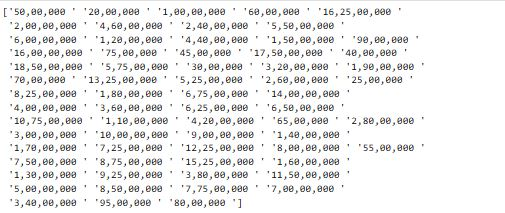 ['50,00,000 ' '20,00,000 ' '1,00,00,000 ' '60,00,000 ' '16,25,00,000 '
'2,00,00,000 ' '4,60,00,000 ' '2,40,00,000 ' '5,50,00,000 '
'6,00,00,000 ' '1,20,00,000 ' '4,40,00,000 ' '1,50,00,000 ' '90,00,000 '
'16,00,00,000 ' '75,00,000 ' '45,00,000 ' '17,50,00,000 ' '40,00,000 '
'18,50,00,000 ' '5,75,00,000 ' '30,00,000 ' '3,20,00,000 ' '1,90,00,000 '
'70,00,000 ' '13,25,00,000 ' '5,25,00,000 ' '2,60,00,000 ' '25,00,000 '
'8,25,00,000 ' '1,80,00,000 ' '6,75,00,000 ' '14,00,00,000 '
'4,00,00,000 ' '3,60,00,000 ' '6,25,00,000 ' '6,50,00,000 '
'10,75,00,000 ' '1,10,00,000 ' '4,20,00,000 ' '65,00,000 ' '2,80,00,000 '
'3,00,00,000 ' '10,00,00,000 ' '9,00,00,000 ' '1,40,00,000 '
'1,70,00,000 ' '7,25,00,000 ' '12,25,00,000 ' '8,00,00,000 ' '55,00,000 '
'7,50,00,000 ' '8,75,00,000 ' '15,25,00,000 ' '1,60,00,000 '
'1,30,00,000 ' '9,25,00,000 ' '3,80,00,000 ' '11,50,00,000 '
'5,00,00,000 ' '8,50,00,000 ' '7,75,00,000 ' '7,00,00,000 '
'3,40,00,000 ' '95,00,000 ' '80,00,000 ']